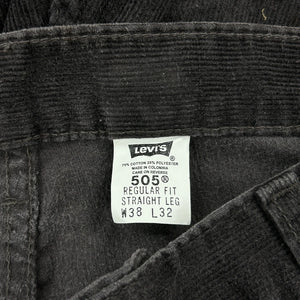 LEVI'S
®
75% COTTON 25% POLYESTER
MADE IN COLOMBIA
CARE ON REVERSE
505®
REGULAR FIT
STRAIGHT LEG
W38 L32